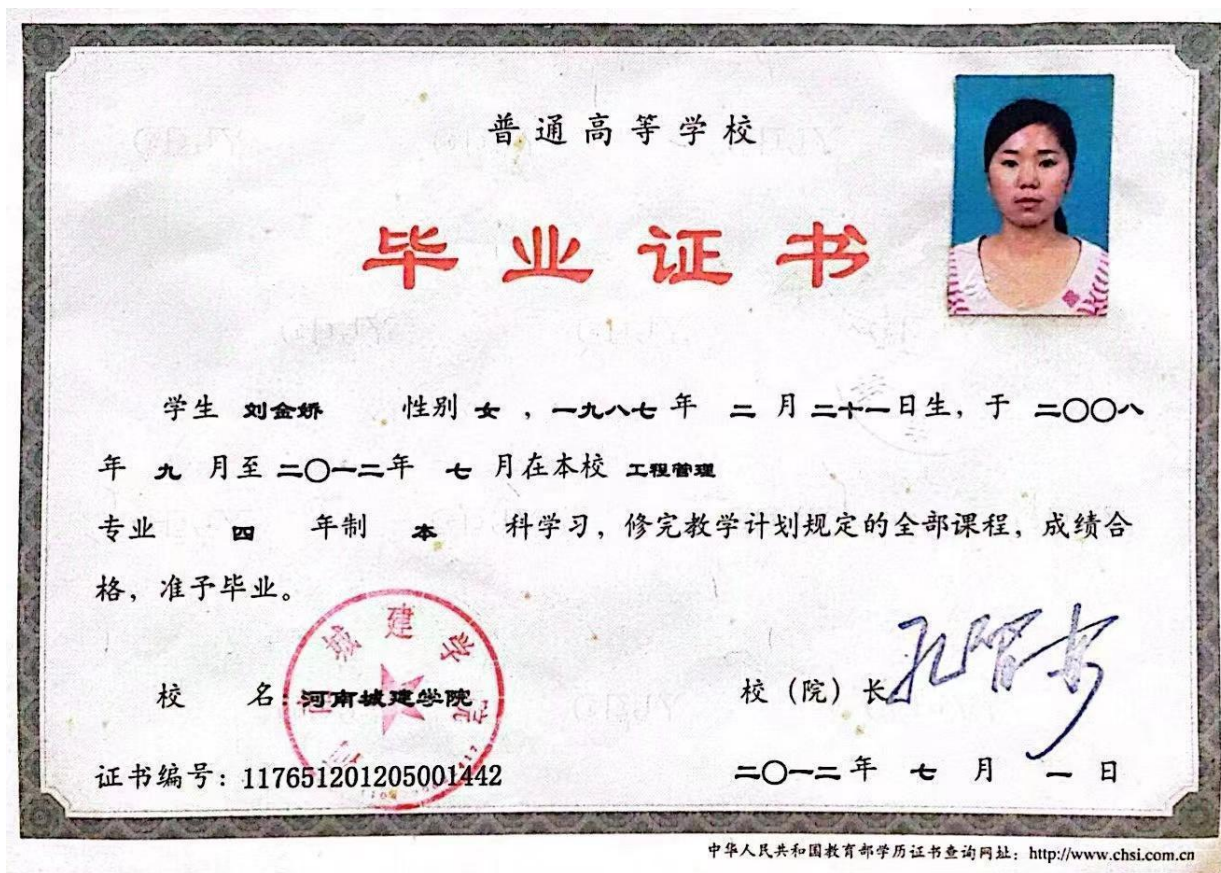 普通高等学校
毕业证书
学生 刘金娇 性别 女 ，一九八七 年 二 月 二十一 日生，于 二〇〇八
年 九 月至 二〇一二 年 七 月在本校 工程管理
专业 四 年制 本 科学习，修完教学计划规定的全部课程，成绩合
格，准予毕业。
城建学院
校 名：河南城建学院
校（院）长
证书编号：117651201205001442
二〇一二 年 七 月 一 日
中华人民共和国教育部学历证书查询网址：http://www.chsi.com.cn